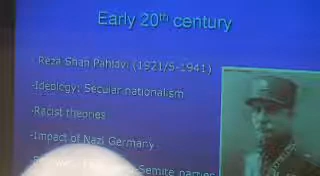 Early 20th century
Reza Shah Pahlavi (1921/5-1941)
-Ideology: Secular nationalism
-Racist theories
-Impact of Nazi Germany
-Semite parties